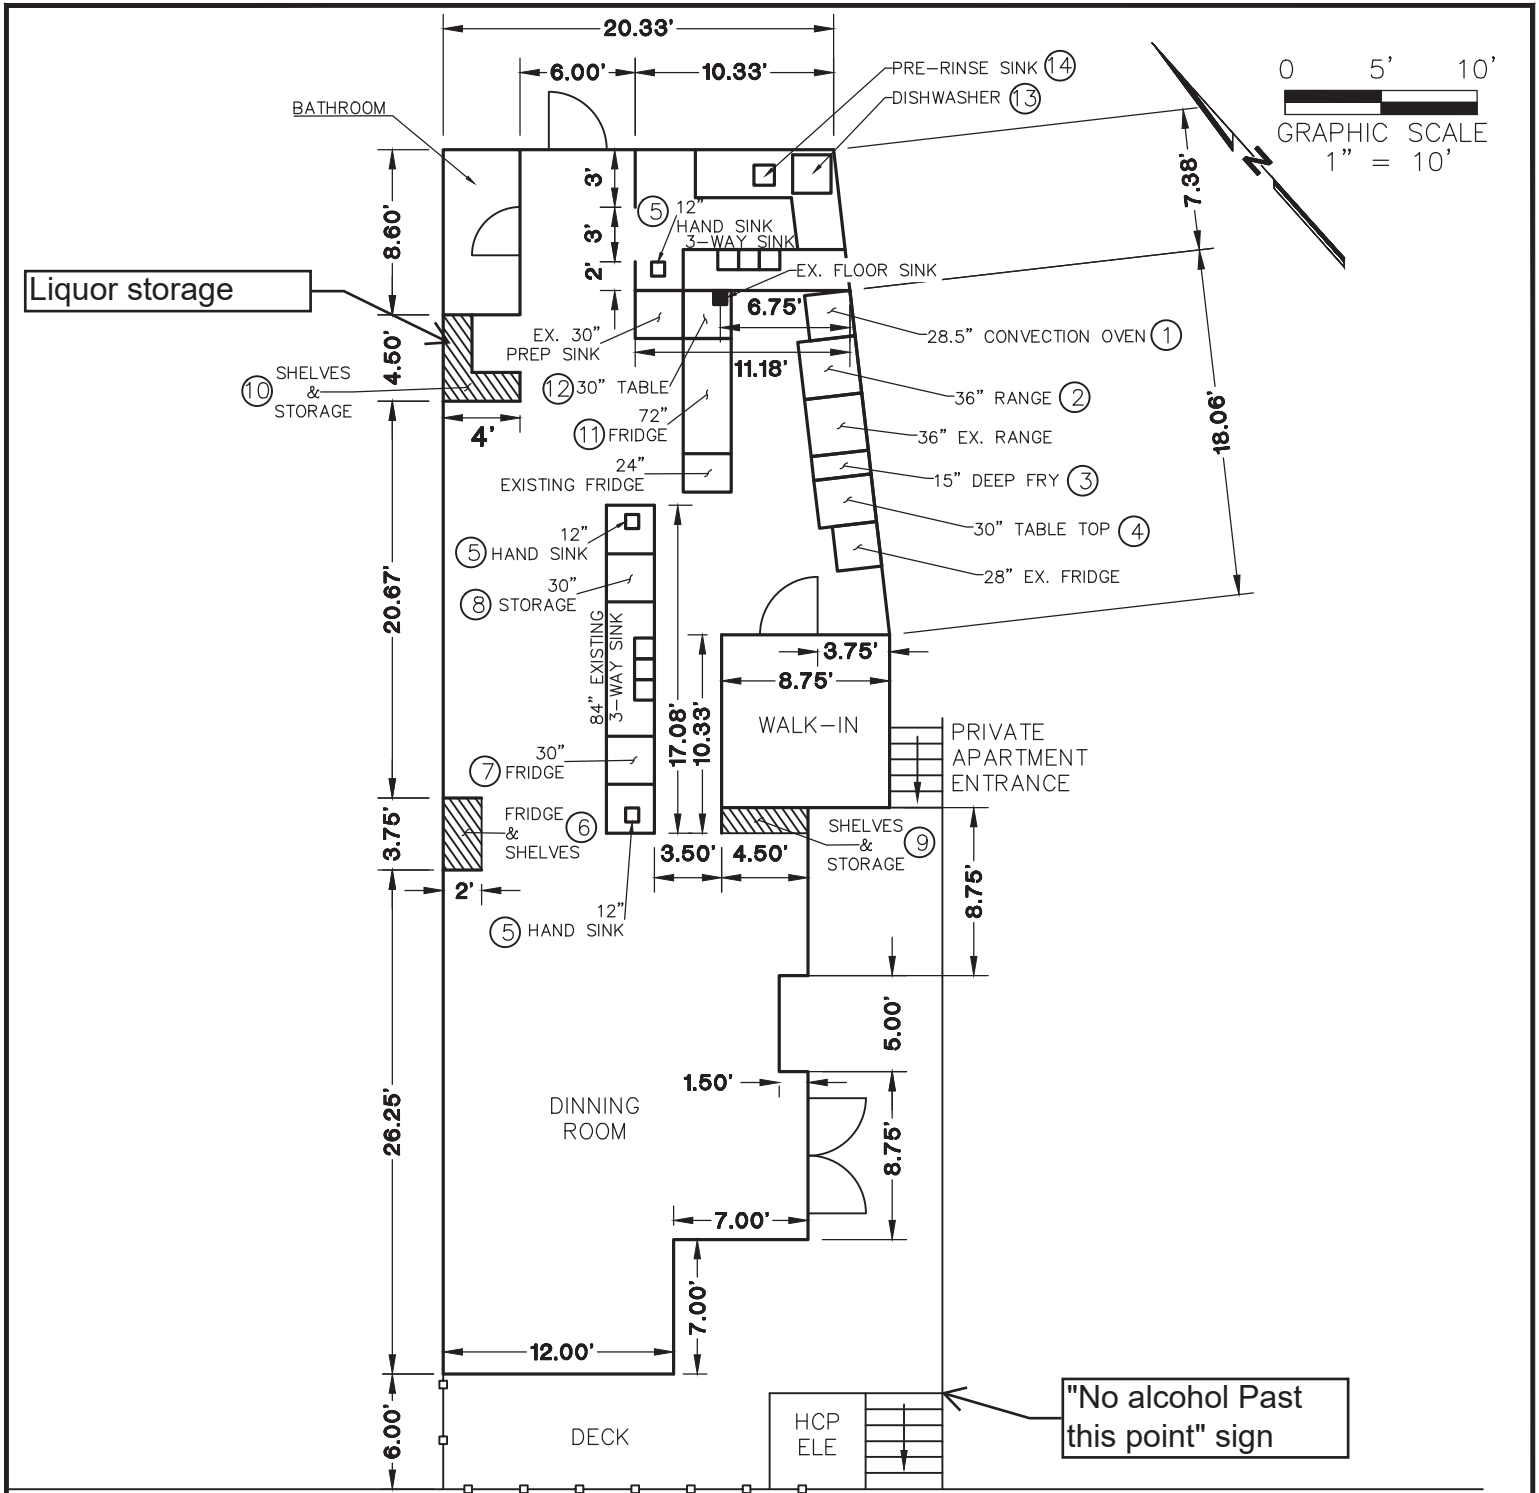 20.33'
6.00'
10.33'
PRE-RINSE SINK 14
DISHWASHER 13
0 5' 10'
GRAPHIC SCALE
1" = 10'
N
BATHROOM
7.38'
8.60'
3'
3'
2'
5 12"
HAND SINK
3-WAY SINK
EX. FLOOR SINK
Liquor storage
6.75'
EX. 30"
PREP SINK
11.18'
28.5" CONVECTION OVEN 1
4.50'
10 SHELVES
&
STORAGE
12 30" TABLE
36" RANGE 2
4'
72"
11 FRIDGE
36" EX. RANGE
18.06'
24"
EXISTING FRIDGE
15" DEEP FRY 3
12"
5 HAND SINK
30" TABLE TOP 4
30"
8 STORAGE
28" EX. FRIDGE
20.67'
84" EXISTING
3-WAY SINK
17.08'
10.33'
3.75'
8.75'
WALK-IN
PRIVATE
APARTMENT
ENTRANCE
30"
7 FRIDGE
3.75'
FRIDGE
&
SHELVES
6
SHELVES
&
STORAGE
9
3.50'
4.50'
2'
8.75'
12"
5 HAND SINK
5.00'
1.50'
26.25'
DINNING
ROOM
8.75'
7.00'
7.00'
12.00'
6.00'
DECK
HCP
ELE
"No alcohol Past
this point" sign